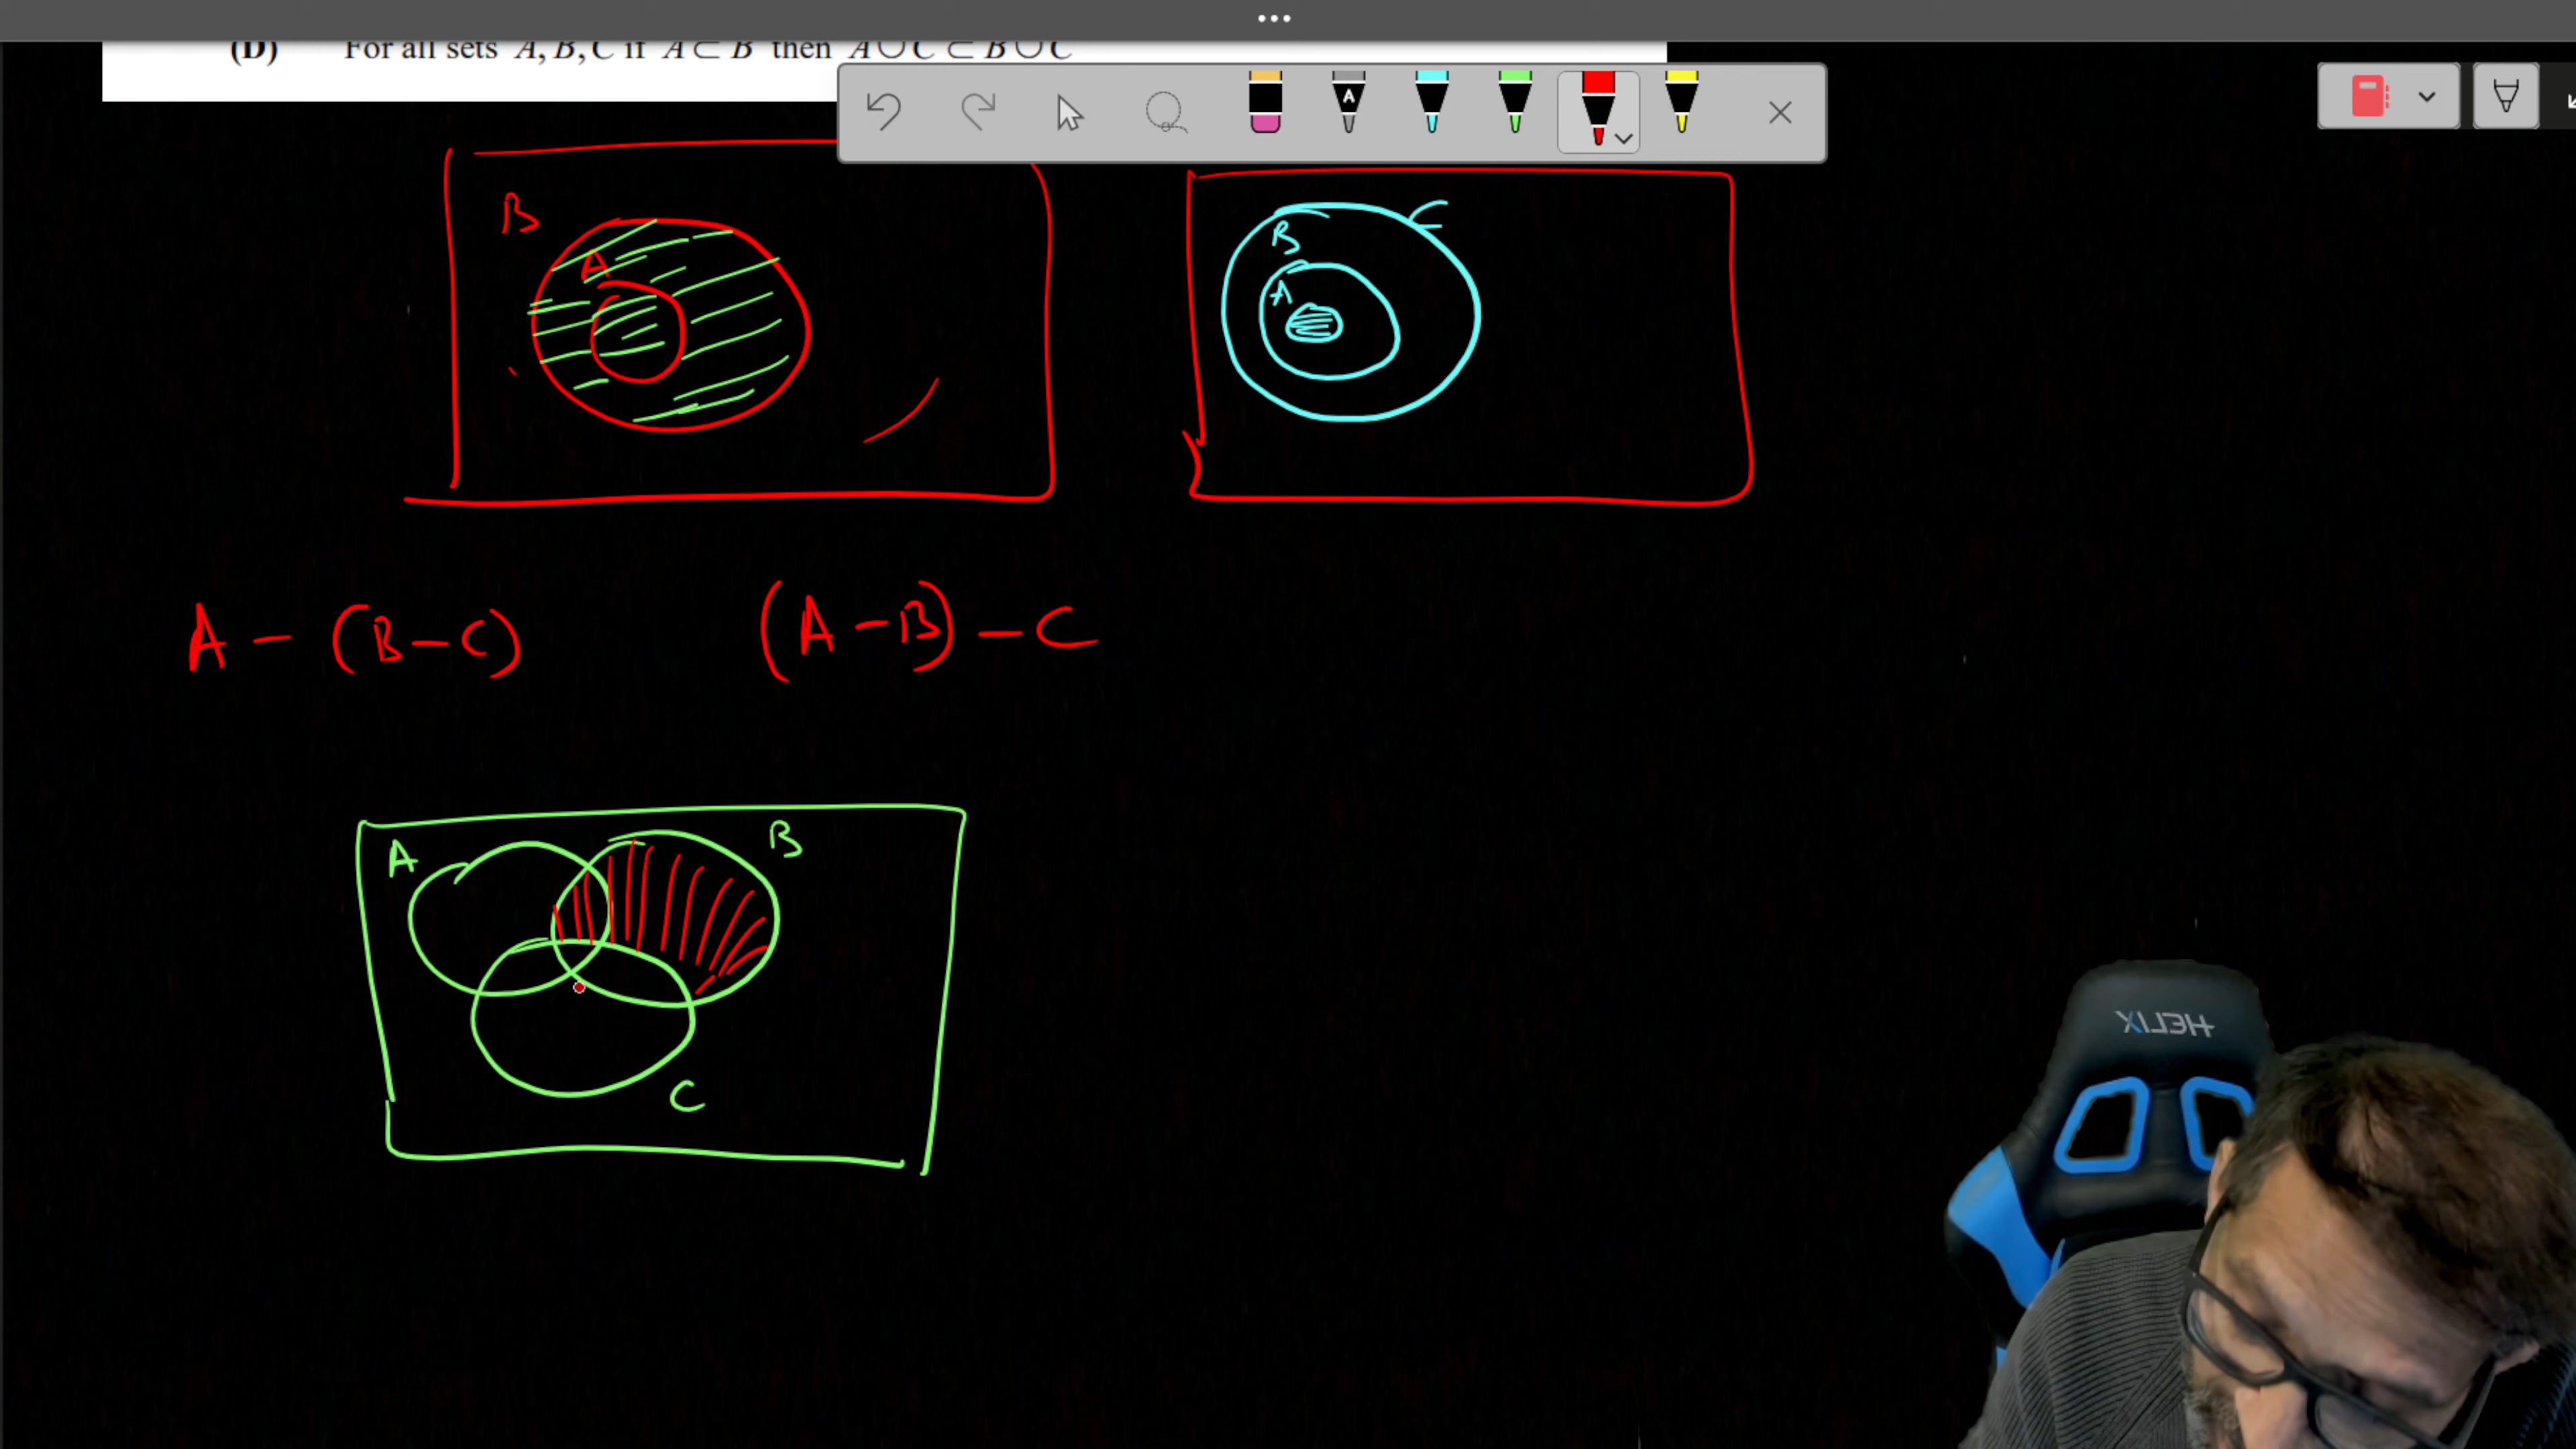 (D) For all sets A, B, C if A ⊂ B then A ∪ C ⊂ B ∪ C
A
B
A
C
B
A
A – (B – C) (A – B) – C
A B
C
HELIX